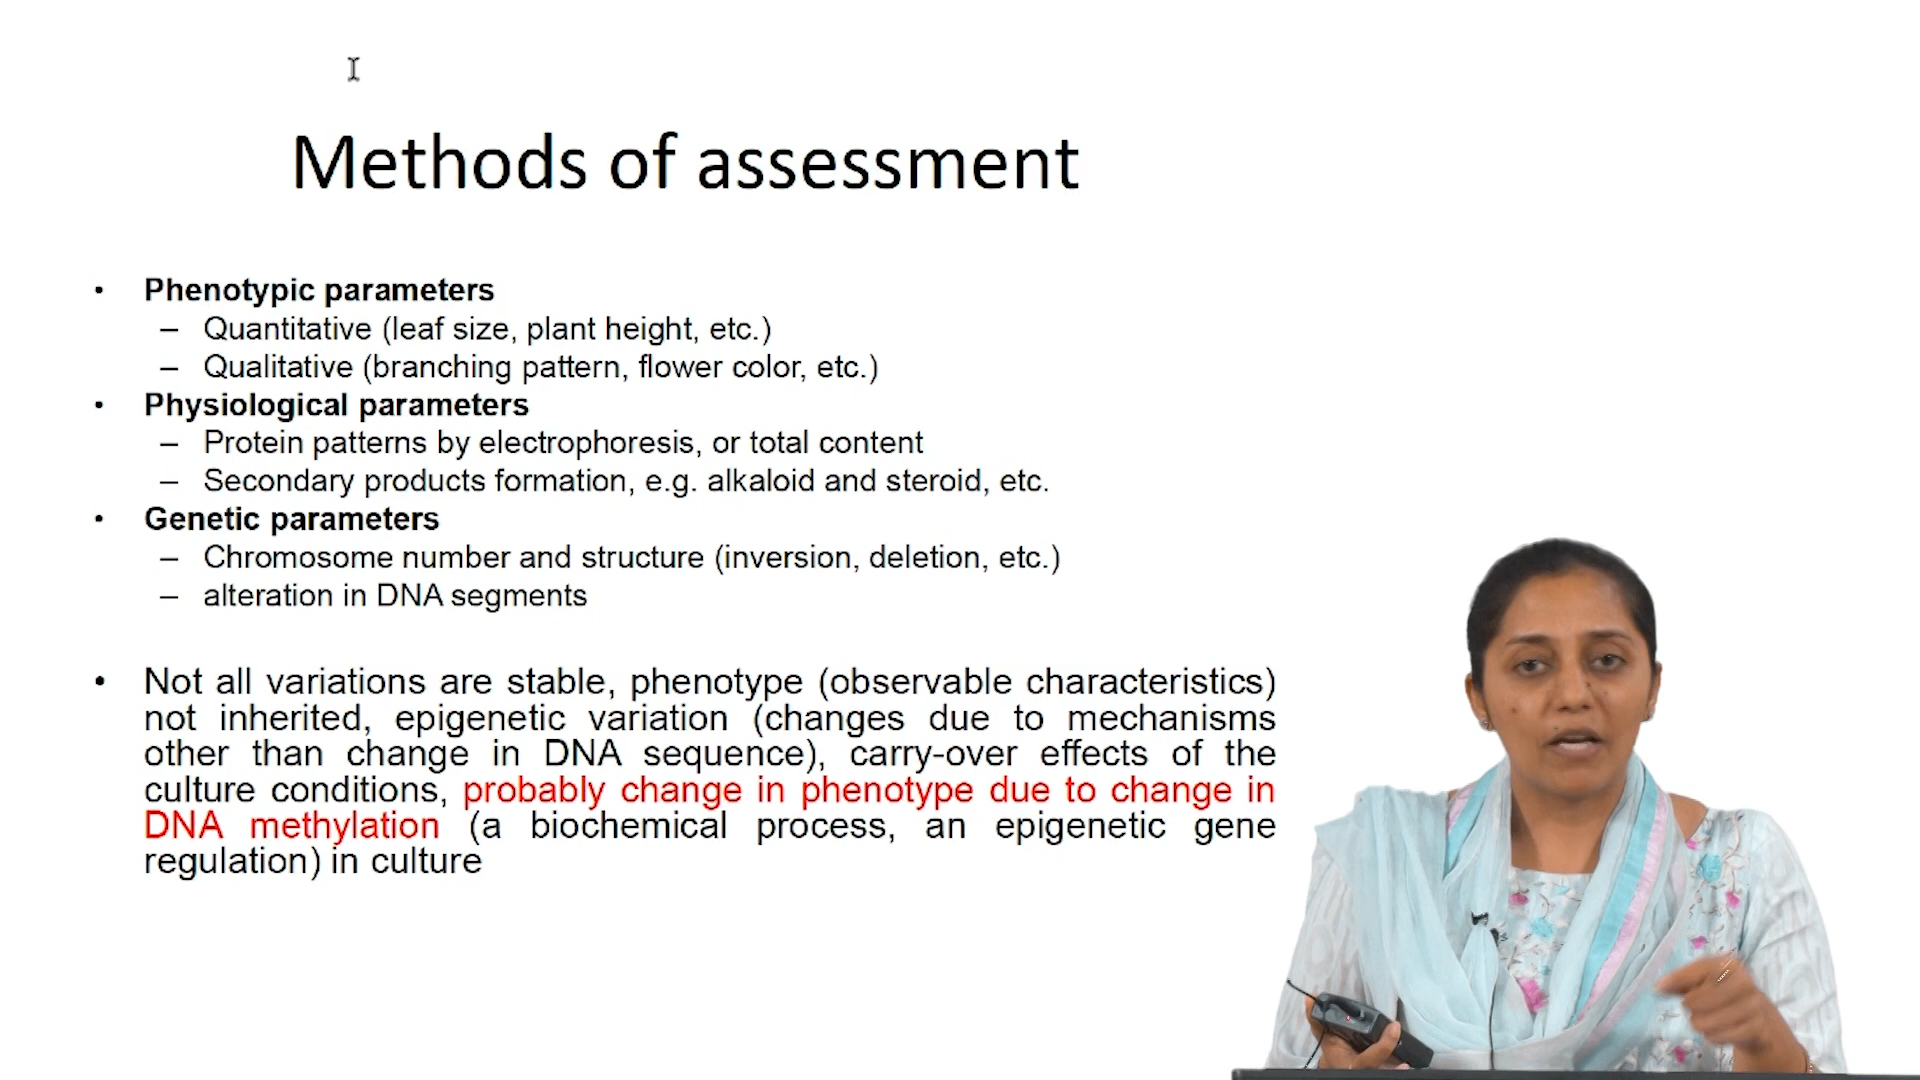 Methods of assessment
• Phenotypic parameters
– Quantitative (leaf size, plant height, etc.)
– Qualitative (branching pattern, flower color, etc.)
• Physiological parameters
– Protein patterns by electrophoresis, or total content
– Secondary products formation, e.g. alkaloid and steroid, etc.
• Genetic parameters
– Chromosome number and structure (inversion, deletion, etc.)
– alteration in DNA segments
• Not all variations are stable, phenotype (observable characteristics)
not inherited, epigenetic variation (changes due to mechanisms
other than change in DNA sequence), carry-over effects of the
culture conditions, probably change in phenotype due to change in
DNA methylation (a biochemical process, an epigenetic gene
regulation) in culture